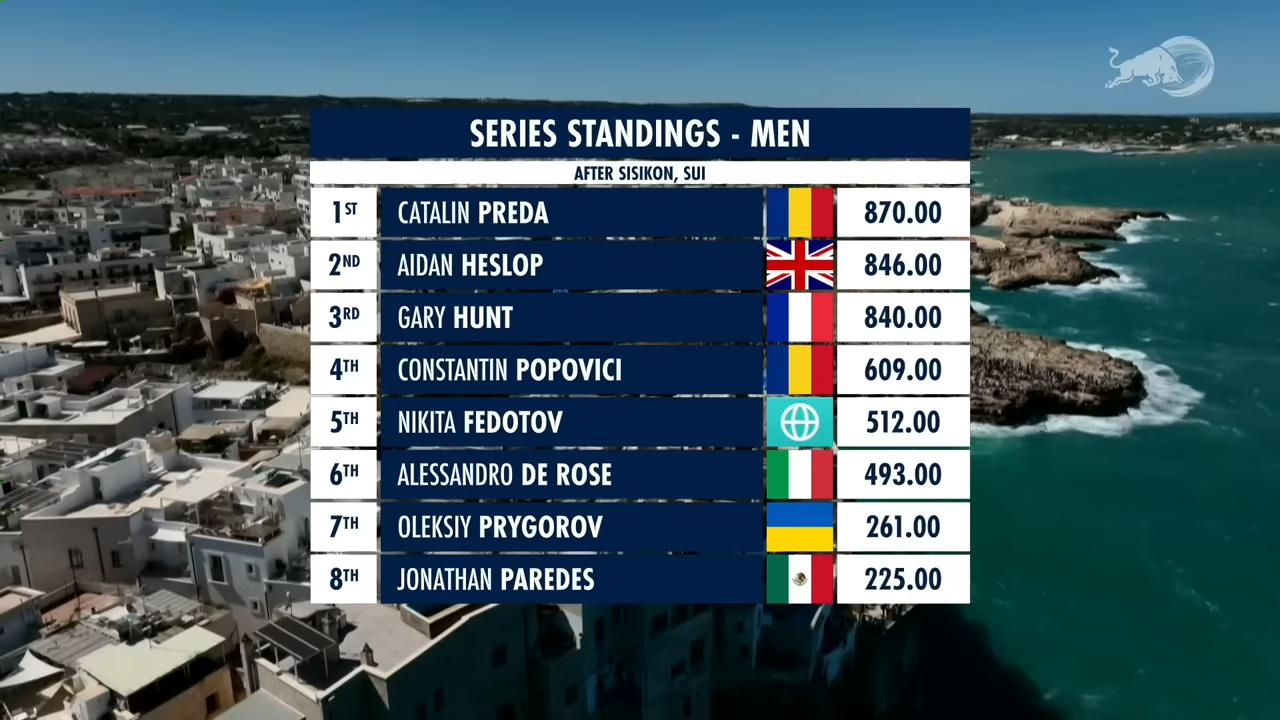 SERIES STANDINGS - MEN
AFTER SISIKON, SUI
1ST CATALIN PREDA 870.00
2ND AIDAN HESLOP 846.00
3RD GARY HUNT 840.00
4TH CONSTANTIN POPOVICI 609.00
5TH NIKITA FEDOTOV 512.00
6TH ALESSANDRO DE ROSE 493.00
7TH OLEKSIY PRYGOROV 261.00
8TH JONATHAN PAREDES 225.00